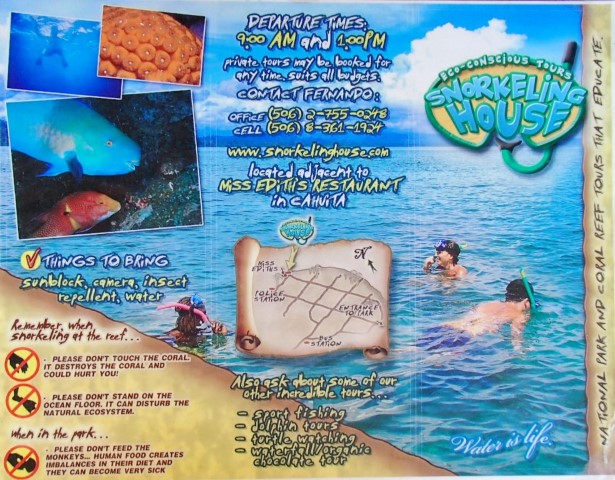 DEPARTURE TIMES:
9:00 AM and 1:00PM
private tours may be booked for
any time. suits all budgets.
CONTACT FERNANDO:
OFFICE (506) 2-755-0248
CELL (506) 8-361-1924
www.snorkelinghouse.com
located adjacent to
MISS EDITH'S RESTAURANT
in CAHUITA
SNORKELING
HOUSE
N
MISS
EDITH'S
POLICE
STATION
ENTRANCE
TO PARK
BUS
STATION
Also ask about some of our
other incredible tours...
- sport fishing
- dolphin tours
- turtle watching
- waterfall/organic
chocolate tour
THINGS TO BRING
sunblock, camera, insect
repellent, water
Remember, when
snorkeling at the reef...
- PLEASE DON'T TOUCH THE CORAL.
IT DESTROYS THE CORAL AND
COULD HURT YOU!
- PLEASE DON'T STAND ON THE
OCEAN FLOOR. IT CAN DISTURB THE
NATURAL ECOSYSTEM.
when in the park...
- PLEASE DON'T FEED THE
MONKEYS... HUMAN FOOD CREATES
IMBALANCES IN THEIR DIET AND
THEY CAN BECOME VERY SICK
ECO-CONSCIOUS TOURS
SNORKELING
HOUSE
Water is life.
NATIONAL PARK AND CORAL REEF TOURS THAT EDUCATE.